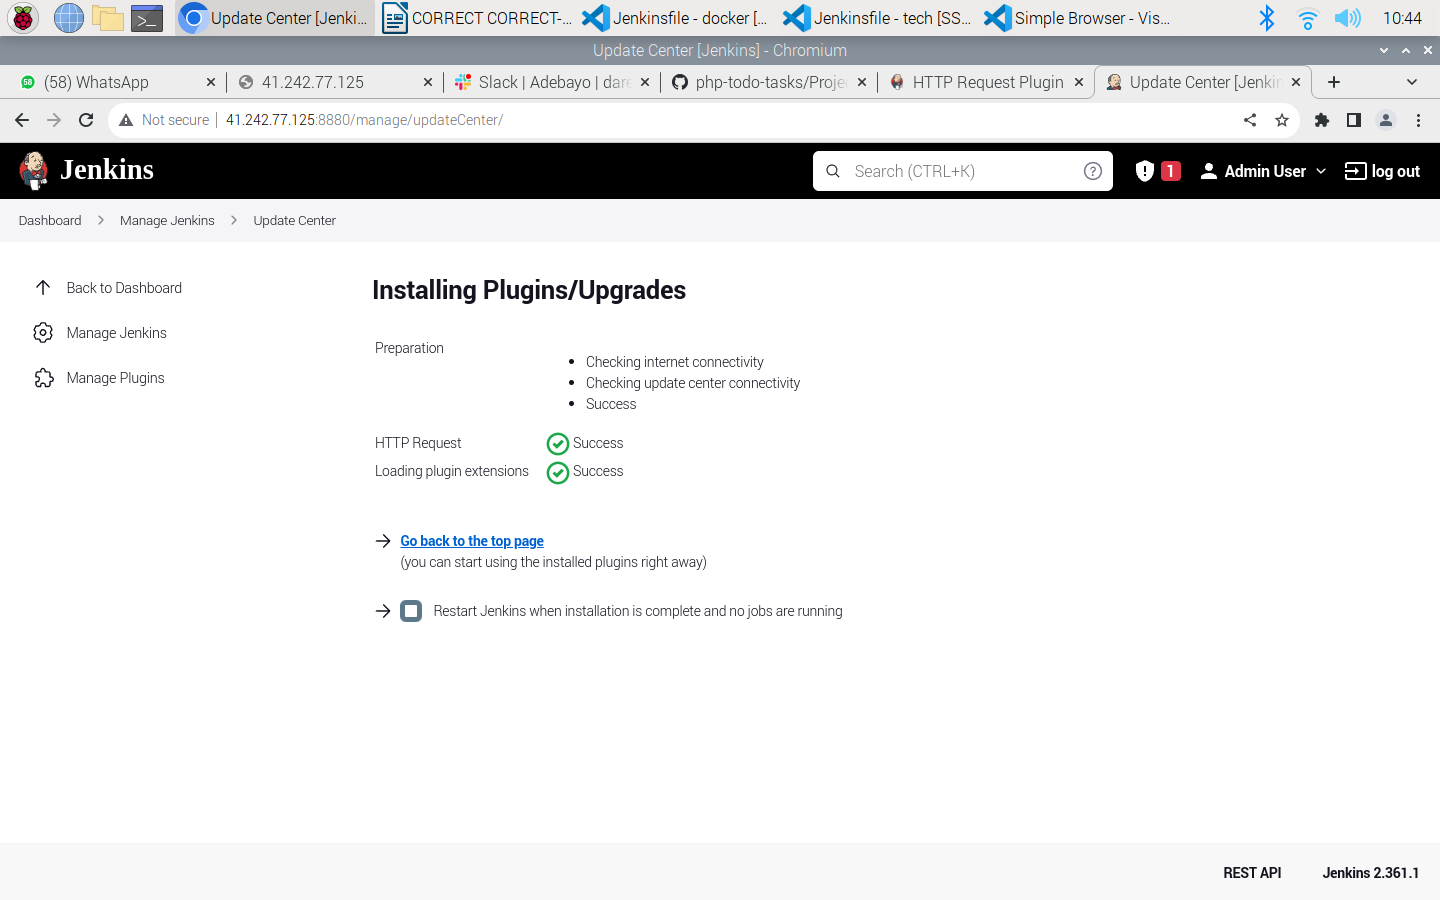 Update Center [Jenki...
CORRECT CORRECT-...
Jenkinsfile - docker [...
Jenkinsfile - tech [SS...
Simple Browser - Vis...
10:44
Update Center [Jenkins] - Chromium
(58) WhatsApp
41.242.77.125
Slack | Adebayo | dare
php-todo-tasks/Projec
HTTP Request Plugin
Update Center [Jenkin
Not secure
41.242.77.125:8880/manage/updateCenter/
Jenkins
Search (CTRL+K)
1
Admin User
log out
Dashboard
Manage Jenkins
Update Center
Back to Dashboard
Manage Jenkins
Manage Plugins
Installing Plugins/Upgrades
Preparation
Checking internet connectivity
Checking update center connectivity
Success
HTTP Request
Success
Loading plugin extensions
Success
Go back to the top page
(you can start using the installed plugins right away)
Restart Jenkins when installation is complete and no jobs are running
REST API
Jenkins 2.361.1